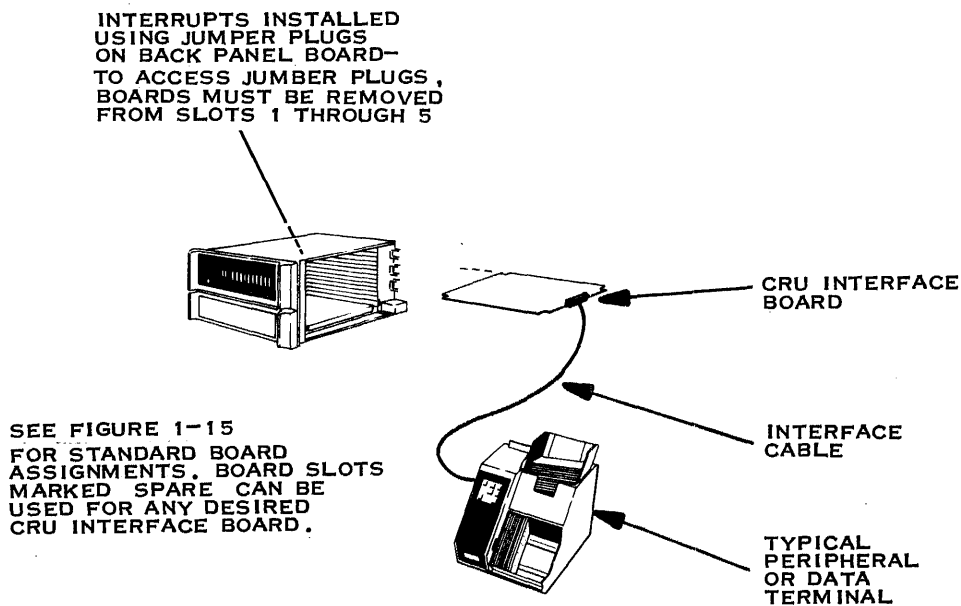 INTERRUPTS INSTALLED
USING JUMPER PLUGS
ON BACK PANEL BOARD—
TO ACCESS JUMBER PLUGS,
BOARDS MUST BE REMOVED
FROM SLOTS 1 THROUGH 5
CRU INTERFACE
BOARD
SEE FIGURE 1-15
FOR STANDARD BOARD
ASSIGNMENTS. BOARD SLOTS
MARKED SPARE CAN BE
USED FOR ANY DESIRED
CRU INTERFACE BOARD.
INTERFACE
CABLE
TYPICAL
PERIPHERAL
OR DATA
TERMINAL